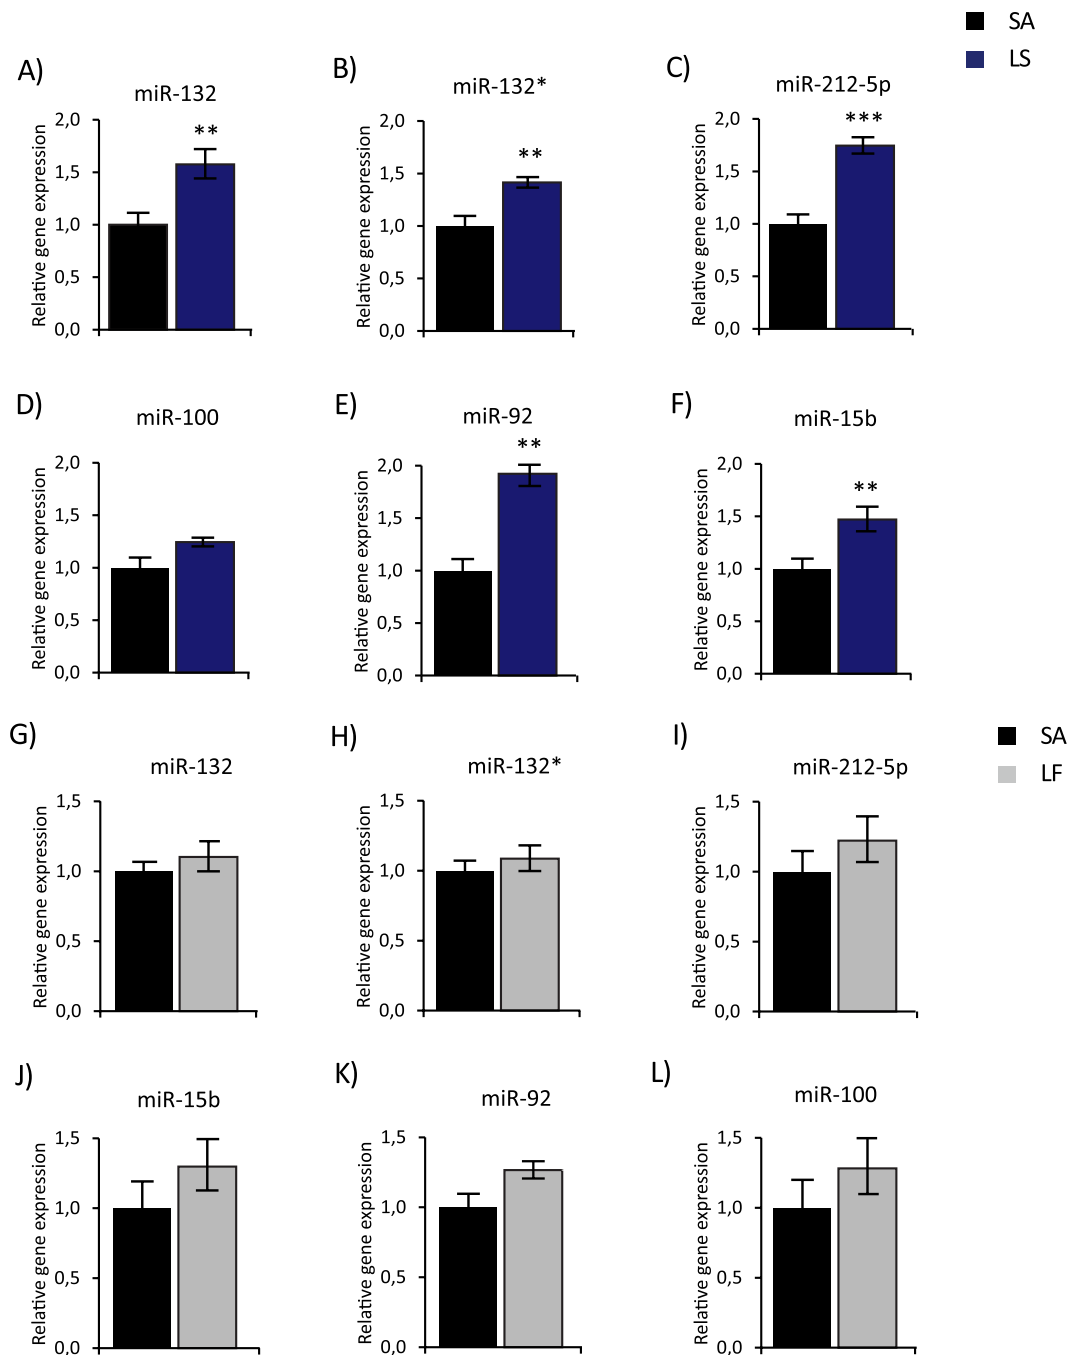 SA
LS
A)
miR-132
Relative gene expression
2,0
1,5
1,0
0,5
0,0
**
B)
miR-132*
Relative gene expression
2,0
1,5
1,0
0,5
0,0
**
C)
miR-212-5p
Relative gene expression
2,0
1,5
1,0
0,5
0,0
***
D)
miR-100
Relative gene expression
2,0
1,5
1,0
0,5
0,0
E)
miR-92
Relative gene expression
2,0
1,5
1,0
0,5
0,0
**
F)
miR-15b
Relative gene expression
2,0
1,5
1,0
0,5
0,0
**
SA
LF
G)
miR-132
Relative gene expression
1,5
1,0
0,5
0,0
H)
miR-132*
Relative gene expression
1,5
1,0
0,5
0,0
I)
miR-212-5p
Relative gene expression
1,5
1,0
0,5
0,0
J)
miR-15b
Relative gene expression
1,5
1,0
0,5
0,0
K)
miR-92
Relative gene expression
1,5
1,0
0,5
0,0
L)
miR-100
Relative gene expression
1,5
1,0
0,5
0,0